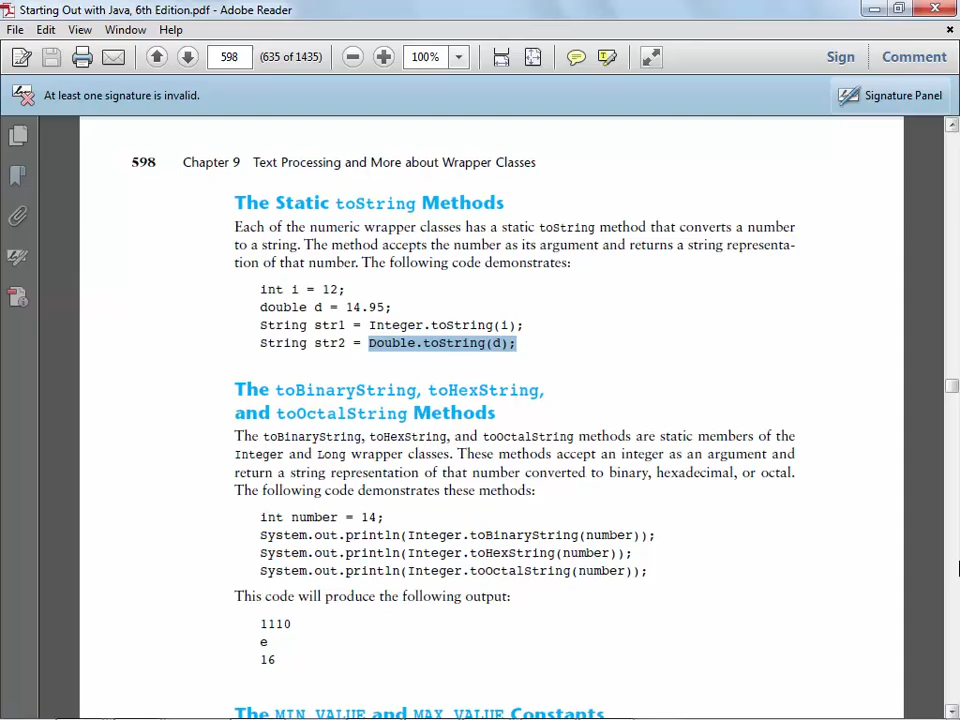 Starting Out with Java, 6th Edition.pdf - Adobe Reader
File Edit View Window Help
598 (635 of 1435) 100% Sign Comment
At least one signature is invalid. Signature Panel
598 Chapter 9 Text Processing and More about Wrapper Classes
The Static toString Methods
Each of the numeric wrapper classes has a static toString method that converts a number
to a string. The method accepts the number as its argument and returns a string representa-
tion of that number. The following code demonstrates:
int i = 12;
double d = 14.95;
String str1 = Integer.toString(i);
String str2 = Double.toString(d);
The toBinaryString, toHexString,
and toOctalString Methods
The toBinaryString, toHexString, and toOctalString methods are static members of the
Integer and Long wrapper classes. These methods accept an integer as an argument and
return a string representation of that number converted to binary, hexadecimal, or octal.
The following code demonstrates these methods:
int number = 14;
System.out.println(Integer.toBinaryString(number));
System.out.println(Integer.toHexString(number));
System.out.println(Integer.toOctalString(number));
This code will produce the following output:
1110
e
16
The MIN_VALUE and MAX_VALUE Constants